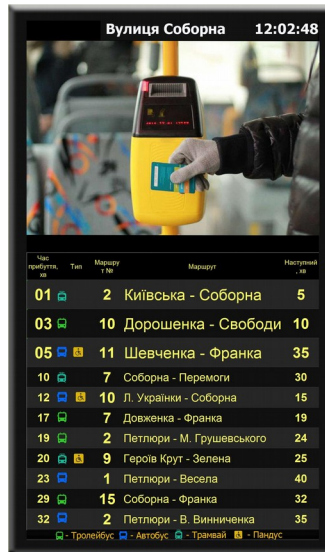 Вулиця Соборна 12:02:48
Час прибуття, хв Тип Маршру т № Маршрут Наступний , хв
01 2 Київська - Соборна 5
03 10 Дорошенка - Свободи 10
05 11 Шевченка - Франка 35
10 7 Соборна - Перемоги 30
12 10 Л. Українки - Соборна 15
17 7 Довженка - Франка 19
19 2 Петлюри - М. Грушевського 24
20 9 Героїв Крут - Зелена 25
23 1 Петлюри - Весела 40
29 15 Соборна - Франка 32
32 2 Петлюри - В. Винниченка 35
- Тролейбус - Автобус - Трамвай - Пандус